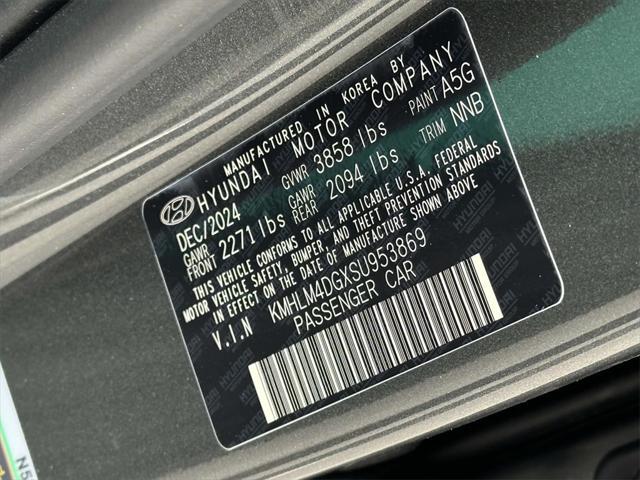 MANUFACTURED IN KOREA BY
HYUNDAI MOTOR COMPANY
DEC/2024 GVWR 3858 lbs PAINT A5G
GAWR FRONT 2271 lbs GAWR REAR 2094 lbs TRIM NNB
THIS VEHICLE CONFORMS TO ALL APPLICABLE U.S.A. FEDERAL
MOTOR VEHICLE SAFETY, BUMPER, AND THEFT PREVENTION STANDARDS
IN EFFECT ON THE DATE OF MANUFACTURE SHOWN ABOVE
V.I.N KMHLM4DGXSU953869
PASSENGER CAR